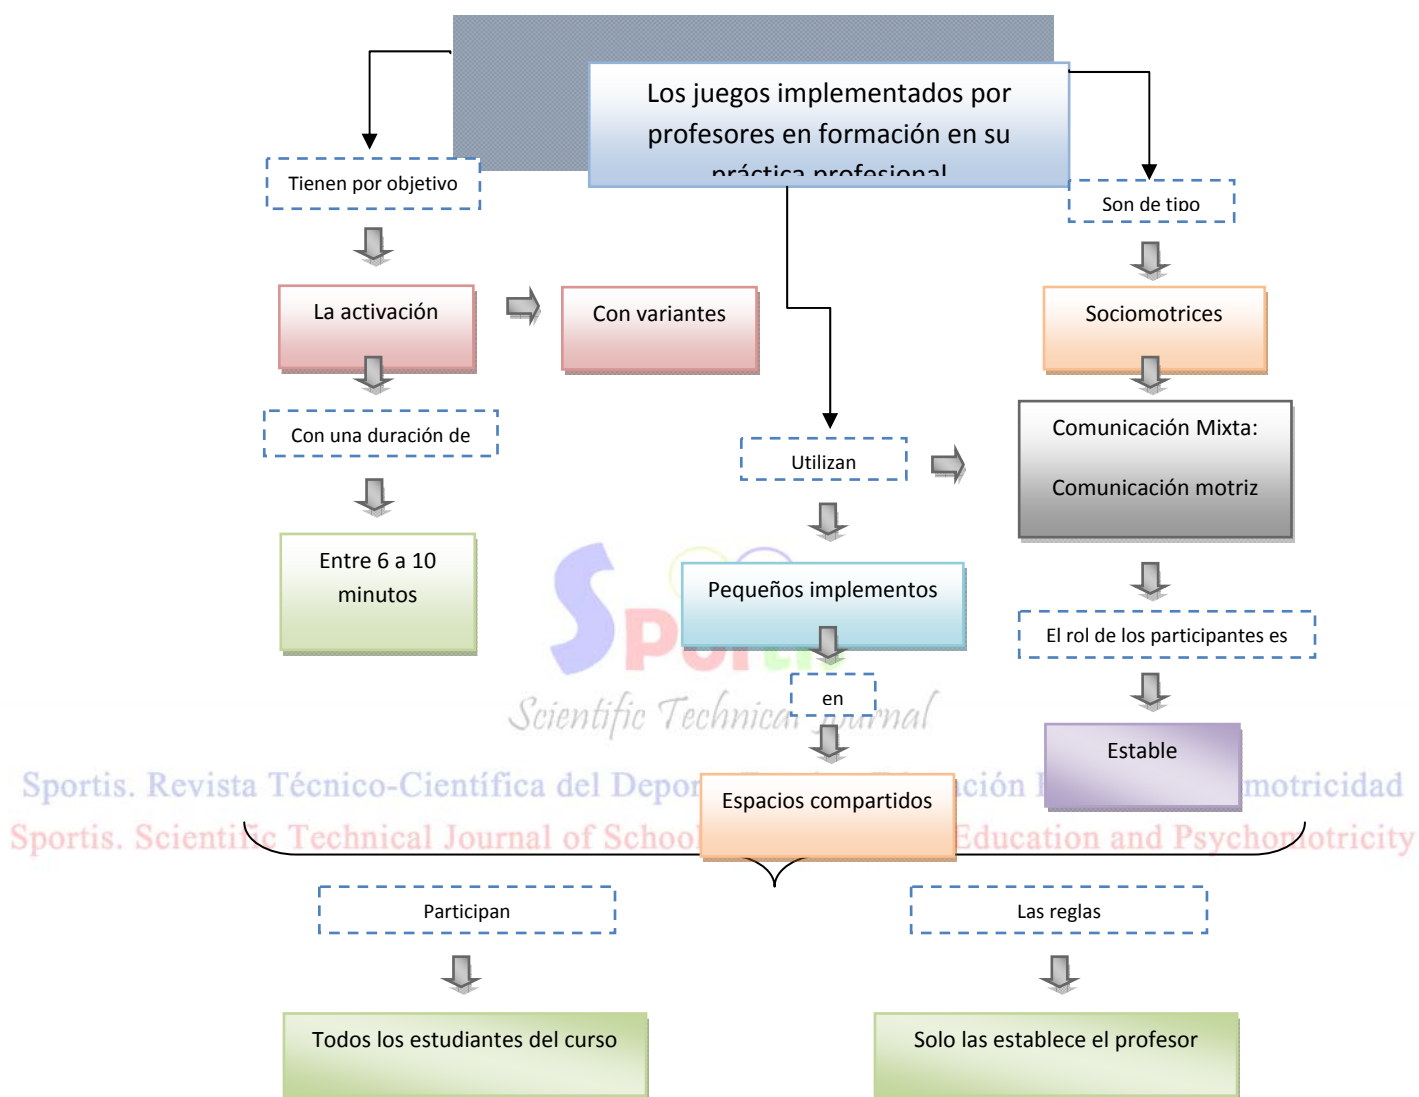 Los juegos implementados por
profesores en formación en su
práctica profesional
Tienen por objetivo
Son de tipo
La activación
Con variantes
Sociomotrices
Con una duración de
Utilizan
Comunicación Mixta:
Comunicación motriz
Entre 6 a 10
minutos
Pequeños implementos
El rol de los participantes es
Scientific Technical Journal
en
Estable
Sportis. Revista Técnico-Científica del Depor
motricidad
Espacios compartidos
Sportis. Scientific Technical Journal of School
Education and Psychomotricity
Participan
Las reglas
Todos los estudiantes del curso
Solo las establece el profesor